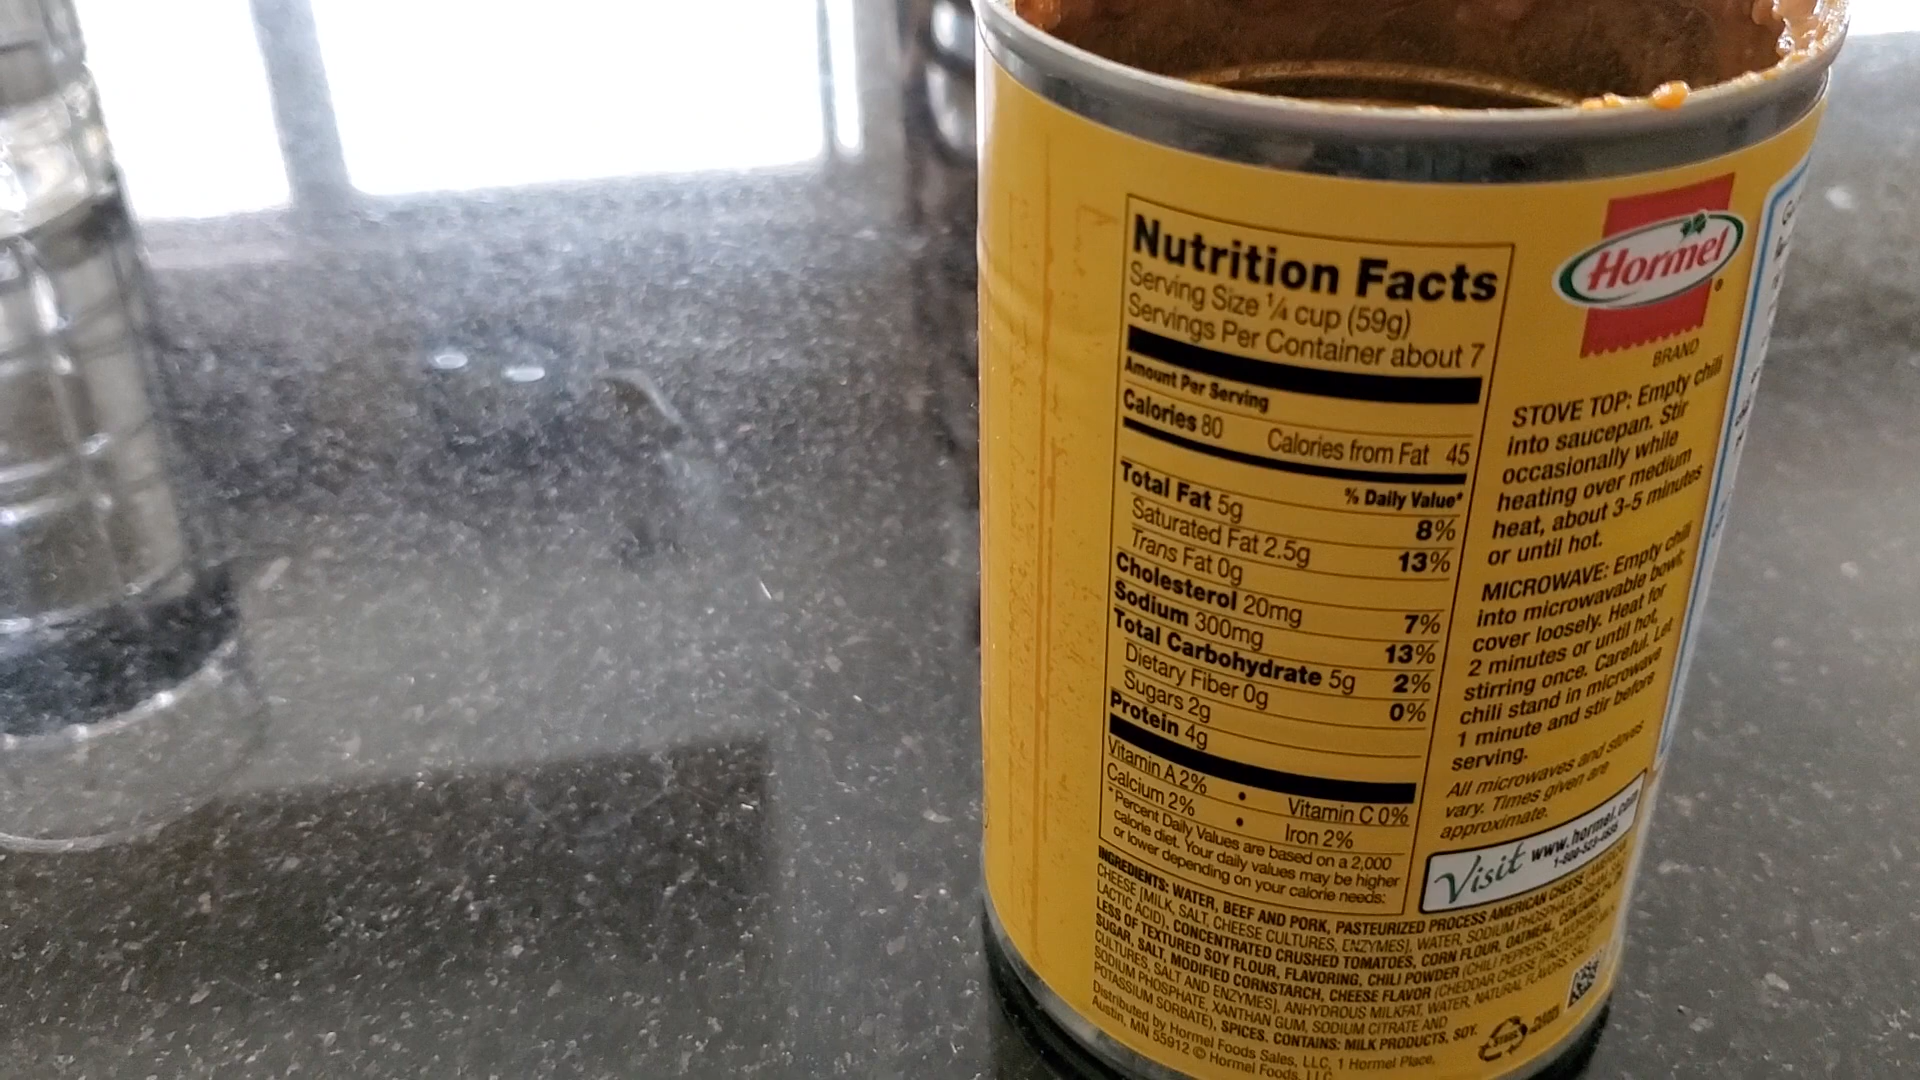 Nutrition Facts
Serving Size ¼ cup (59g)
Servings Per Container about 7
Amount Per Serving
Calories 80 Calories from Fat 45
% Daily Value*
Total Fat 5g 8%
Saturated Fat 2.5g 13%
Trans Fat 0g
Cholesterol 20mg 7%
Sodium 300mg 13%
Total Carbohydrate 5g 2%
Dietary Fiber 0g 0%
Sugars 2g
Protein 4g
Vitamin A 2% • Vitamin C 0%
Calcium 2% • Iron 2%
*Percent Daily Values are based on a 2,000
calorie diet. Your daily values may be higher
or lower depending on your calorie needs:
INGREDIENTS: WATER, BEEF AND PORK, PASTEURIZED PROCESS AMERICAN CHEESE (AMERICAN
CHEESE [MILK, SALT, CHEESE CULTURES, ENZYMES], WATER, SODIUM PHOSPHATE,
LACTIC ACID), CONCENTRATED CRUSHED TOMATOES, CORN FLOUR, OATMEAL, CONTAINS
LESS OF TEXTURED SOY FLOUR, FLAVORING, CHILI POWDER (CHILI PEPPERS, FLAVORING),
SUGAR, SALT, MODIFIED CORNSTARCH, CHEESE FLAVOR (CHEDDAR CHEESE
CULTURES, SALT AND ENZYMES], ANHYDROUS MILKFAT, WATER, NATURAL FLAVORS, SALT,
SODIUM PHOSPHATE, XANTHAN GUM, SODIUM CITRATE AND
POTASSIUM SORBATE), SPICES. CONTAINS: MILK PRODUCTS, SOY.
Distributed by Hormel Foods Sales, LLC, 1 Hormel Place,
Austin, MN 55912 © Hormel Foods, LLC
Hormel
BRAND
STOVE TOP: Empty chili
into saucepan. Stir
occasionally while
heating over medium
heat, about 3-5 minutes
or until hot.
MICROWAVE: Empty chili
into microwavable bowl;
cover loosely. Heat for
2 minutes or until hot,
stirring once. Careful. Let
chili stand in microwave
1 minute and stir before
serving.
All microwaves and stoves
vary. Times given are
approximate.
Visit www.hormel.com